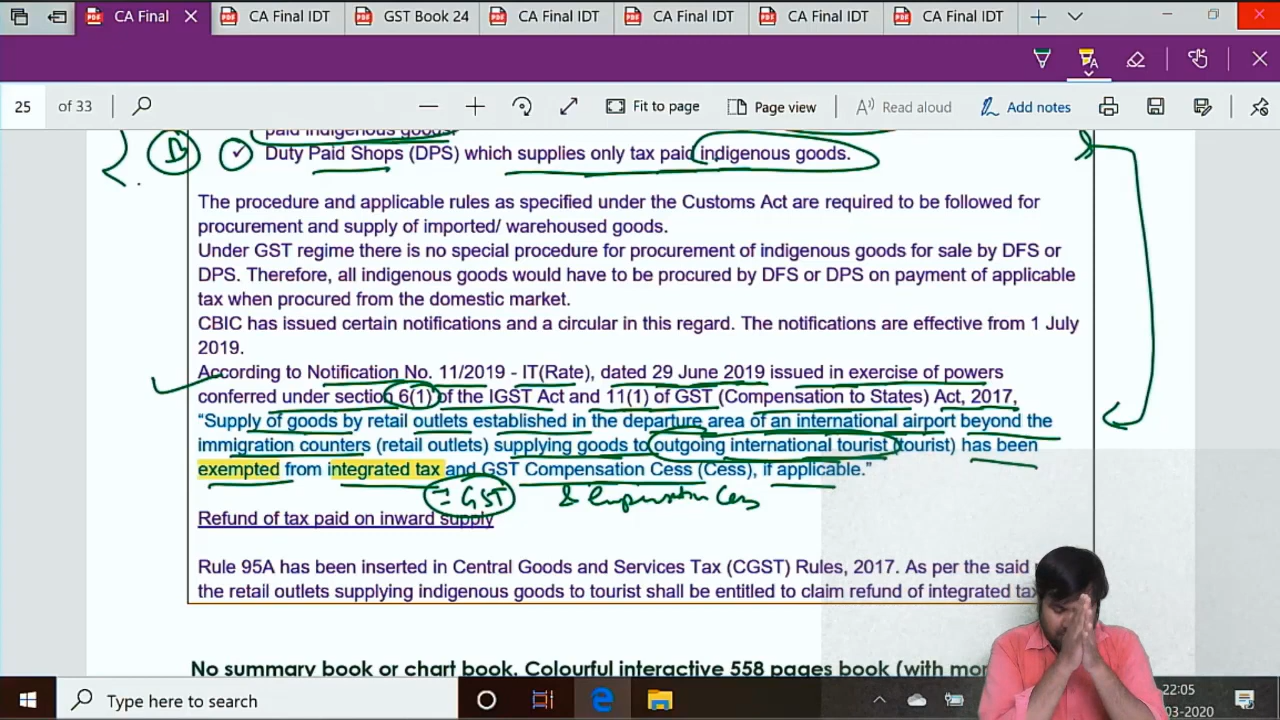 CA Final
CA Final IDT
GST Book 24
CA Final IDT
CA Final IDT
CA Final IDT
CA Final IDT
25 of 33
Fit to page
Page view
Read aloud
Add notes
paid indigenous goods.
B
Duty Paid Shops (DPS) which supplies only tax paid indigenous goods.
The procedure and applicable rules as specified under the Customs Act are required to be followed for
procurement and supply of imported/ warehoused goods.
Under GST regime there is no special procedure for procurement of indigenous goods for sale by DFS or
DPS. Therefore, all indigenous goods would have to be procured by DFS or DPS on payment of applicable
tax when procured from the domestic market.
CBIC has issued certain notifications and a circular in this regard. The notifications are effective from 1 July
2019.
According to Notification No. 11/2019 - IT(Rate), dated 29 June 2019 issued in exercise of powers
conferred under section 6(1) of the IGST Act and 11(1) of GST (Compensation to States) Act, 2017,
“Supply of goods by retail outlets established in the departure area of an international airport beyond the
immigration counters (retail outlets) supplying goods to outgoing international tourist (tourist) has been
exempted from integrated tax and GST Compensation Cess (Cess), if applicable.”
= GST & Cess
Refund of tax paid on inward supply
Rule 95A has been inserted in Central Goods and Services Tax (CGST) Rules, 2017. As per the said
the retail outlets supplying indigenous goods to tourist shall be entitled to claim refund of integrated tax
No summary book or chart book. Colourful interactive 558 pages book (with
Type here to search
22:05
03-2020